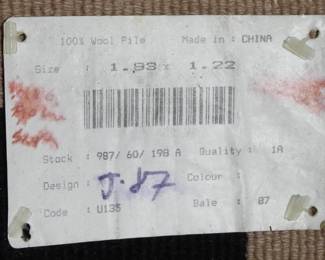 100% Wool Pile Made in : CHINA
Size : 1.93 x 1.22
Stock : 987/ 60/ 198 A Quality : 1A
Design : J-87 Colour :
Code : U135 Bale : 87